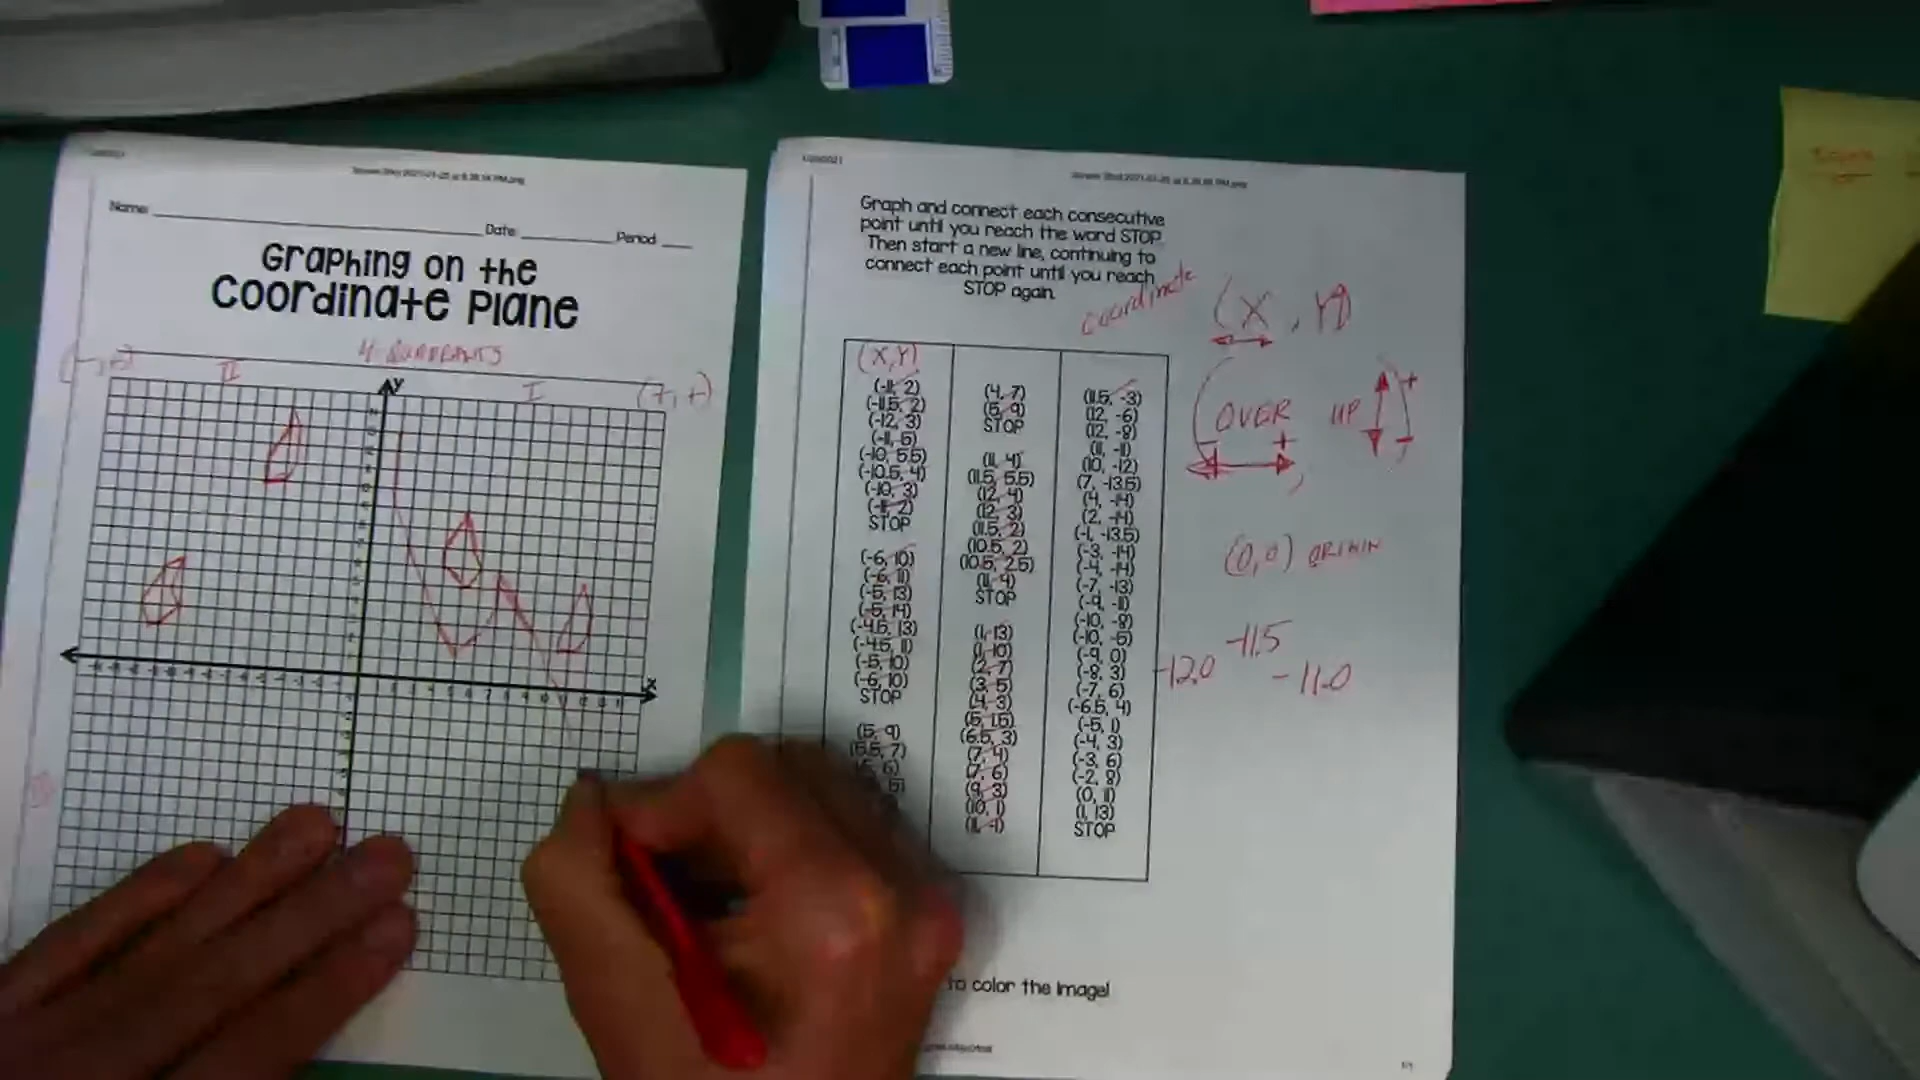 Name:
Date:
Period
Graphing on the
Coordinate Plane
4 QUADRANTS
II
I
(+, +)
y
x
Graph and connect each consecutive
point until you reach the word STOP.
Then start a new line, continuing to
connect each point until you reach
STOP again.
coordinate
(X, Y)
(X,Y)
(-11, 2)
(-11.5, 2)
(-12, 3)
(-11, 5)
(-10, 5.5)
(-10.5, 4)
(-10, 3)
(-11, 2)
STOP
(-6, 10)
(-6, 11)
(-5, 13)
(-5, 14)
(-4.5, 13)
(-4.5, 11)
(-5, 10)
(-6, 10)
STOP
(5, 9)
(5.5, 7)
(4, 7)
(5, 9)
STOP
(11, 4)
(11.5, 5.5)
(12, 4)
(12, 3)
(11.5, 2)
(10.5, 2)
(10.5, 2.5)
(11, 4)
STOP
(1, 13)
(1, 10)
(2, 7)
(3, 5)
(4, 3)
(5, 1.5)
(6.5, 3)
(7, 4)
(7, 6)
(9, 3)
(10, 1)
(11, -1)
(11.5, -3)
(12, -6)
(12, -8)
(11, -11)
(10, -12)
(7, -13.5)
(4, -14)
(2, -14)
(-1, -13.5)
(-3, -14)
(-4, -14)
(-7, -13)
(-9, -11)
(-10, -8)
(-10, -5)
(-9, 0)
(-8, 3)
(-7, 6)
(-6.5, 4)
(-5, 1)
(-4, 3)
(-3, 6)
(-2, 8)
(0, 11)
(1, 13)
STOP
OVER UP
+
-
- +
,
(0,0) ORIGIN
-11.5
-12.0
-11.0
to color the image!
1/1